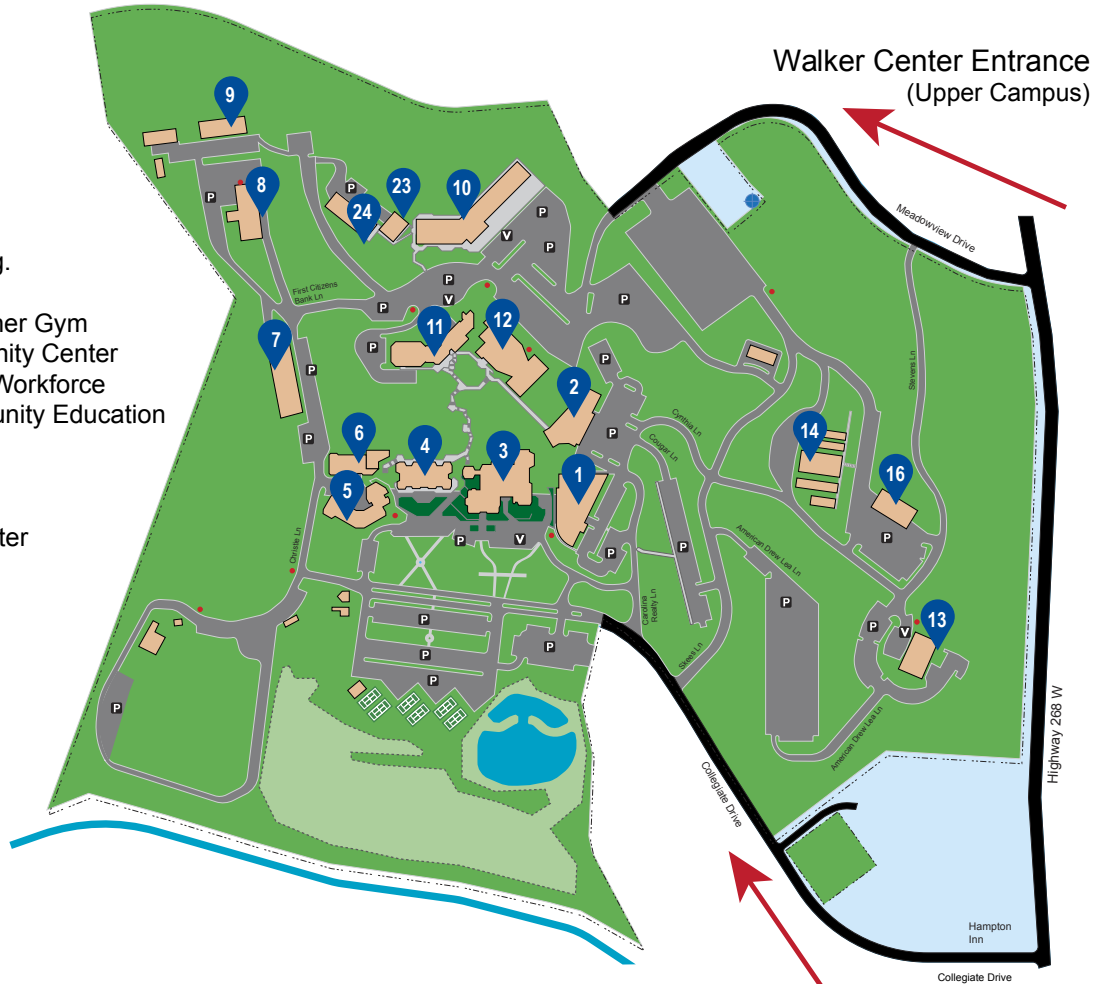 Walker Center Entrance
(Upper Campus)
9
8
23
10
24
P
P
P
V
P
Meadowview Drive
g.
First Citizens
Bank Ln
P
V
P
P
ner Gym
nity Center
Workforce
unity Education
7
11
12
P
P
P
2
Stevens Ln
Cynthia Ln
Cougar Ln
P
P
6
4
3
14
5
1
16
ter
Christie Ln
P
V
P
P
American Drew Lea Ln
P
P
Carolina
Realty Ln
P
P
V
13
P
P
P
Skees Ln
P
P
American Drew Lea Ln
Highway 268 W
Collegiate Drive
Hampton
Inn
Collegiate Drive